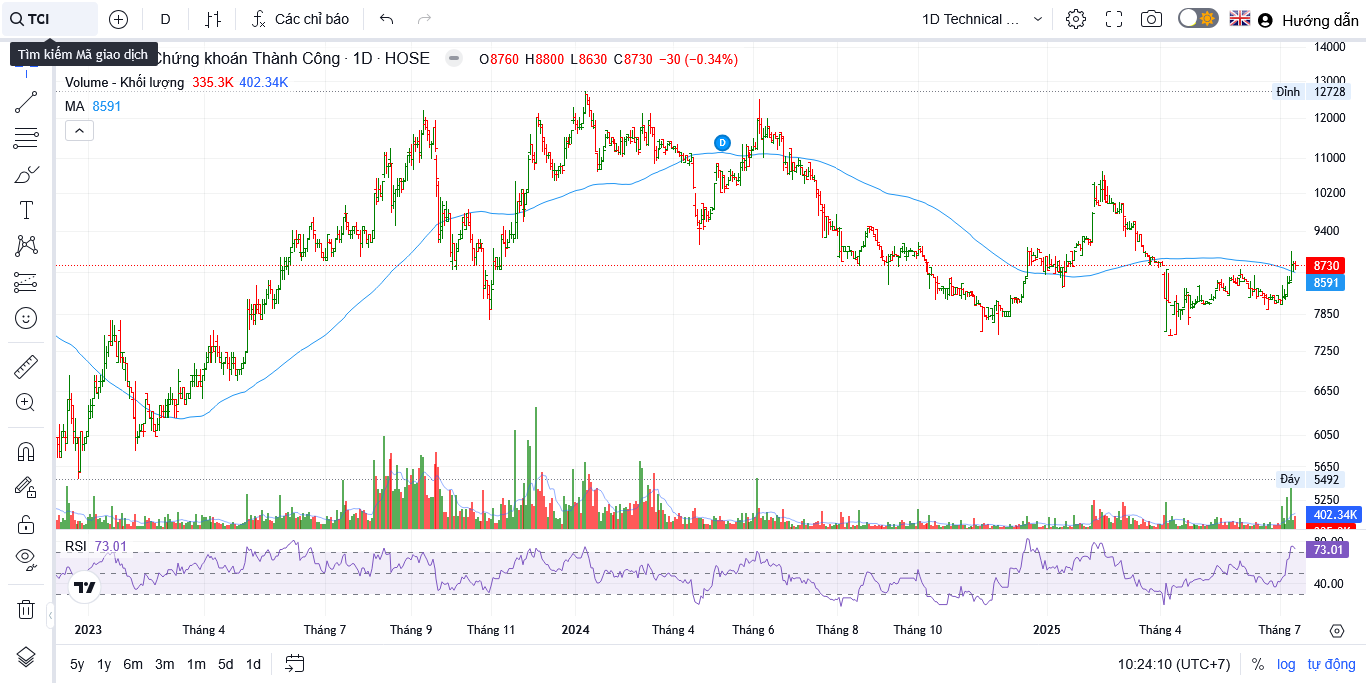 TCI
D
Các chỉ báo
1D Technical ...
Hướng dẫn
Tìm kiếm Mã giao dịch
Chứng khoán Thành Công · 1D · HOSE
O8760 H8800 L8630 C8730 −30 (−0.34%)
Volume - Khối lượng 335.3K 402.34K
MA 8591
D
14000
13000
Đỉnh 12728
12000
11000
10200
9400
8730
8591
7850
7250
6650
6050
5650
Đáy 5492
5250
402.34K
80.00
RSI 73.01
73.01
40.00
2023
Tháng 4
Tháng 7
Tháng 9
Tháng 11
2024
Tháng 4
Tháng 6
Tháng 8
Tháng 10
2025
Tháng 4
Tháng 7
5y 1y 6m 3m 1m 5d 1d
10:24:10 (UTC+7) % log tự động